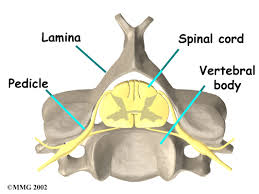 Lamina
Spinal cord
Pedicle
Vertebral
body
©MMG 2002